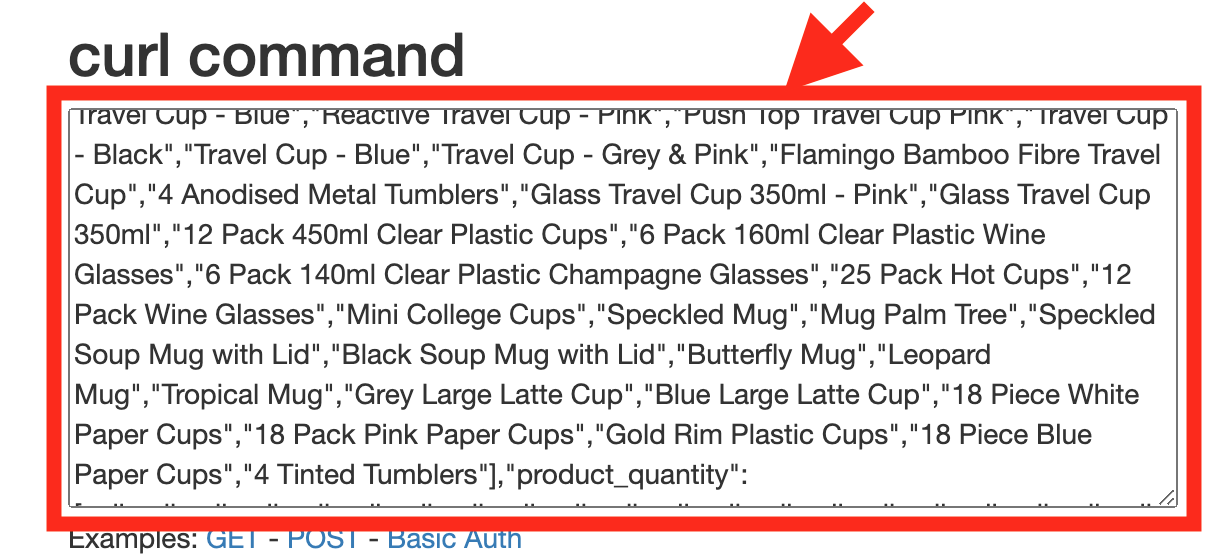 curl command
Travel Cup - Blue","Reactive Travel Cup - Pink","Push Top Travel Cup Pink","Travel Cup
- Black","Travel Cup - Blue","Travel Cup - Grey & Pink","Flamingo Bamboo Fibre Travel
Cup","4 Anodised Metal Tumblers","Glass Travel Cup 350ml - Pink","Glass Travel Cup
350ml","12 Pack 450ml Clear Plastic Cups","6 Pack 160ml Clear Plastic Wine
Glasses","6 Pack 140ml Clear Plastic Champagne Glasses","25 Pack Hot Cups","12
Pack Wine Glasses","Mini College Cups","Speckled Mug","Mug Palm Tree","Speckled
Soup Mug with Lid","Black Soup Mug with Lid","Butterfly Mug","Leopard
Mug","Tropical Mug","Grey Large Latte Cup","Blue Large Latte Cup","18 Piece White
Paper Cups","18 Pack Pink Paper Cups","Gold Rim Plastic Cups","18 Piece Blue
Paper Cups","4 Tinted Tumblers"],"product_quantity":
Examples: GET - POST - Basic Auth